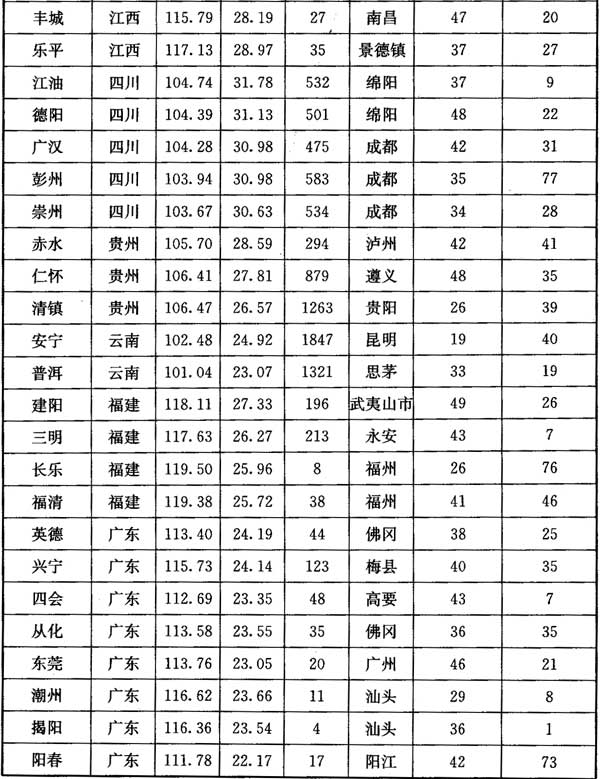 丰城 江西 115.79 28.19 27 南昌 47 20
乐平 江西 117.13 28.97 35 景德镇 37 27
江油 四川 104.74 31.78 532 绵阳 37 9
德阳 四川 104.39 31.13 501 绵阳 48 22
广汉 四川 104.28 30.98 475 成都 42 31
彭州 四川 103.94 30.98 583 成都 35 77
崇州 四川 103.67 30.63 534 成都 34 28
赤水 贵州 105.70 28.59 294 泸州 42 41
仁怀 贵州 106.41 27.81 879 遵义 48 35
清镇 贵州 106.47 26.57 1263 贵阳 26 39
安宁 云南 102.48 24.92 1847 昆明 19 40
普洱 云南 101.04 23.07 1321 思茅 33 19
建阳 福建 118.11 27.33 196 武夷山市 49 26
三明 福建 117.63 26.27 213 永安 43 7
长乐 福建 119.50 25.96 8 福州 26 76
福清 福建 119.38 25.72 38 福州 41 46
英德 广东 113.40 24.19 44 佛冈 38 25
兴宁 广东 115.73 24.14 123 梅县 40 35
四会 广东 112.69 23.35 48 高要 43 7
从化 广东 113.58 23.55 35 佛冈 36 35
东莞 广东 113.76 23.05 20 广州 46 21
潮州 广东 116.62 23.66 11 汕头 29 8
揭阳 广东 116.36 23.54 4 汕头 36 1
阳春 广东 111.78 22.17 17 阳江 42 73